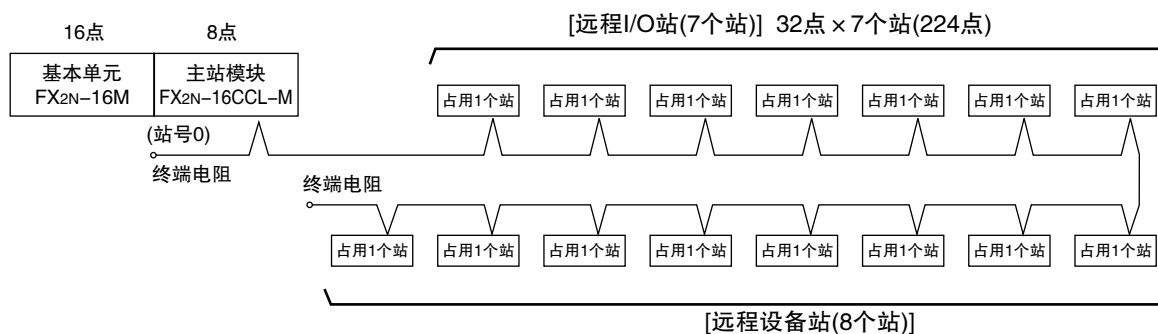 [远程I/O站(7个站)] 32点 × 7个站(224点)
16点 8点
基本单元 主站模块
FX2N-16M FX2N-16CCL-M
占用1个站 占用1个站 占用1个站 占用1个站 占用1个站 占用1个站 占用1个站
(站号0)
终端电阻
终端电阻
占用1个站 占用1个站 占用1个站 占用1个站 占用1个站 占用1个站 占用1个站 占用1个站
[远程设备站(8个站)]